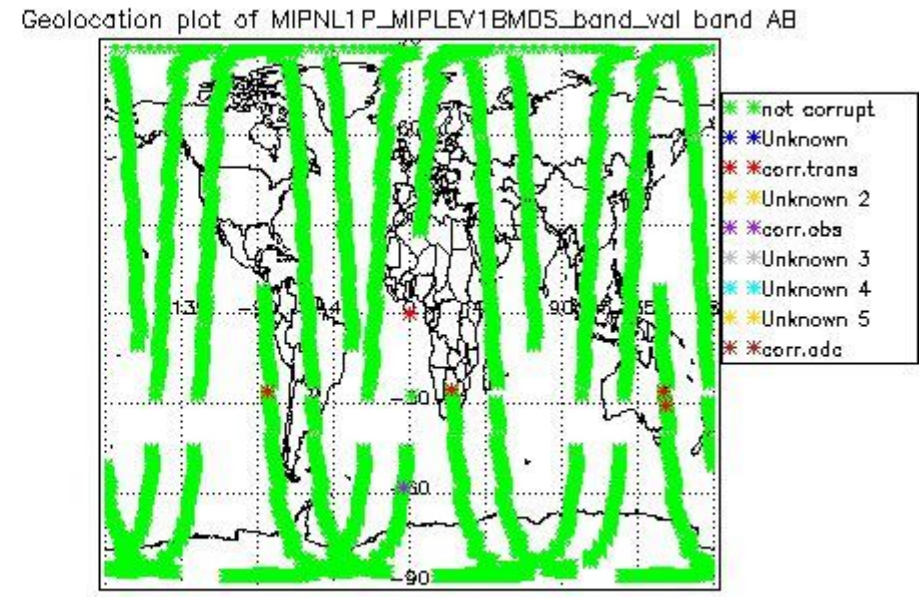 Geolocation plot of MIPNL1P_MIPLEV1BMDS_band_val band AB
not corrupt
Unknown
corr.trans
Unknown 2
corr.obs
Unknown 3
Unknown 4
Unknown 5
corr.adc
60
90
-30
-60
-90